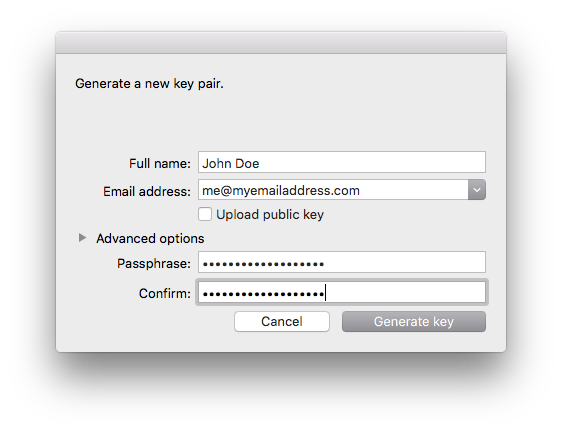 Generate a new key pair.
Full name: John Doe
Email address: me@myemailaddress.com
Upload public key
Advanced options
Passphrase: •••••••••••••••••••
Confirm: •••••••••••••••••••
Cancel Generate key